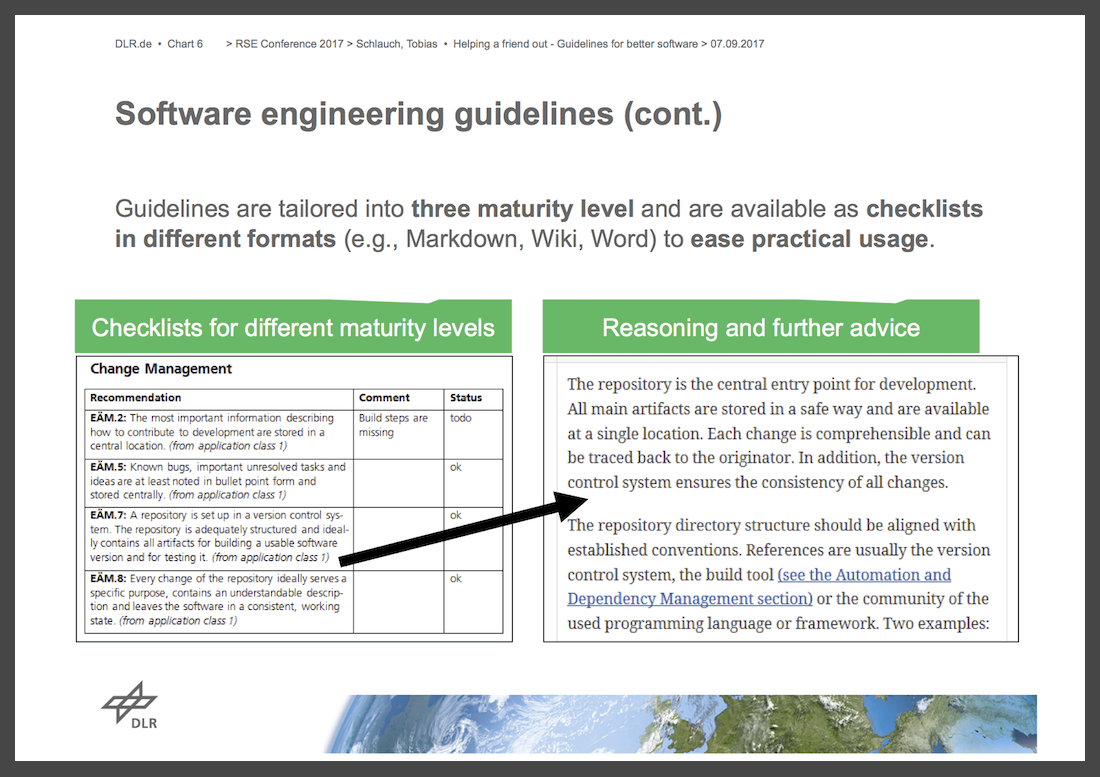 DLR.de • Chart 6 > RSE Conference 2017 > Schlauch, Tobias • Helping a friend out - Guidelines for better software > 07.09.2017
Software engineering guidelines (cont.)
Guidelines are tailored into three maturity level and are available as checklists
in different formats (e.g., Markdown, Wiki, Word) to ease practical usage.
Checklists for different maturity levels
Change Management
Recommendation Comment Status
EÄM.2: The most important information describing Build steps are todo
how to contribute to development are stored in a missing
central location. (from application class 1)
EÄM.5: Known bugs, important unresolved tasks and ok
ideas are at least noted in bullet point form and
stored centrally. (from application class 1)
EÄM.7: A repository is set up in a version control sys- ok
tem. The repository is adequately structured and ideal-
ly contains all artifacts for building a usable software
version and for testing it. (from application class 1)
EÄM.8: Every change of the repository ideally serves a ok
specific purpose, contains an understandable descrip-
tion and leaves the software in a consistent, working
state. (from application class 1)
Reasoning and further advice
The repository is the central entry point for development.
All main artifacts are stored in a safe way and are available
at a single location. Each change is comprehensible and can
be traced back to the originator. In addition, the version
control system ensures the consistency of all changes.
The repository directory structure should be aligned with
established conventions. References are usually the version
control system, the build tool (see the Automation and
Dependency Management section) or the community of the
used programming language or framework. Two examples:
DLR